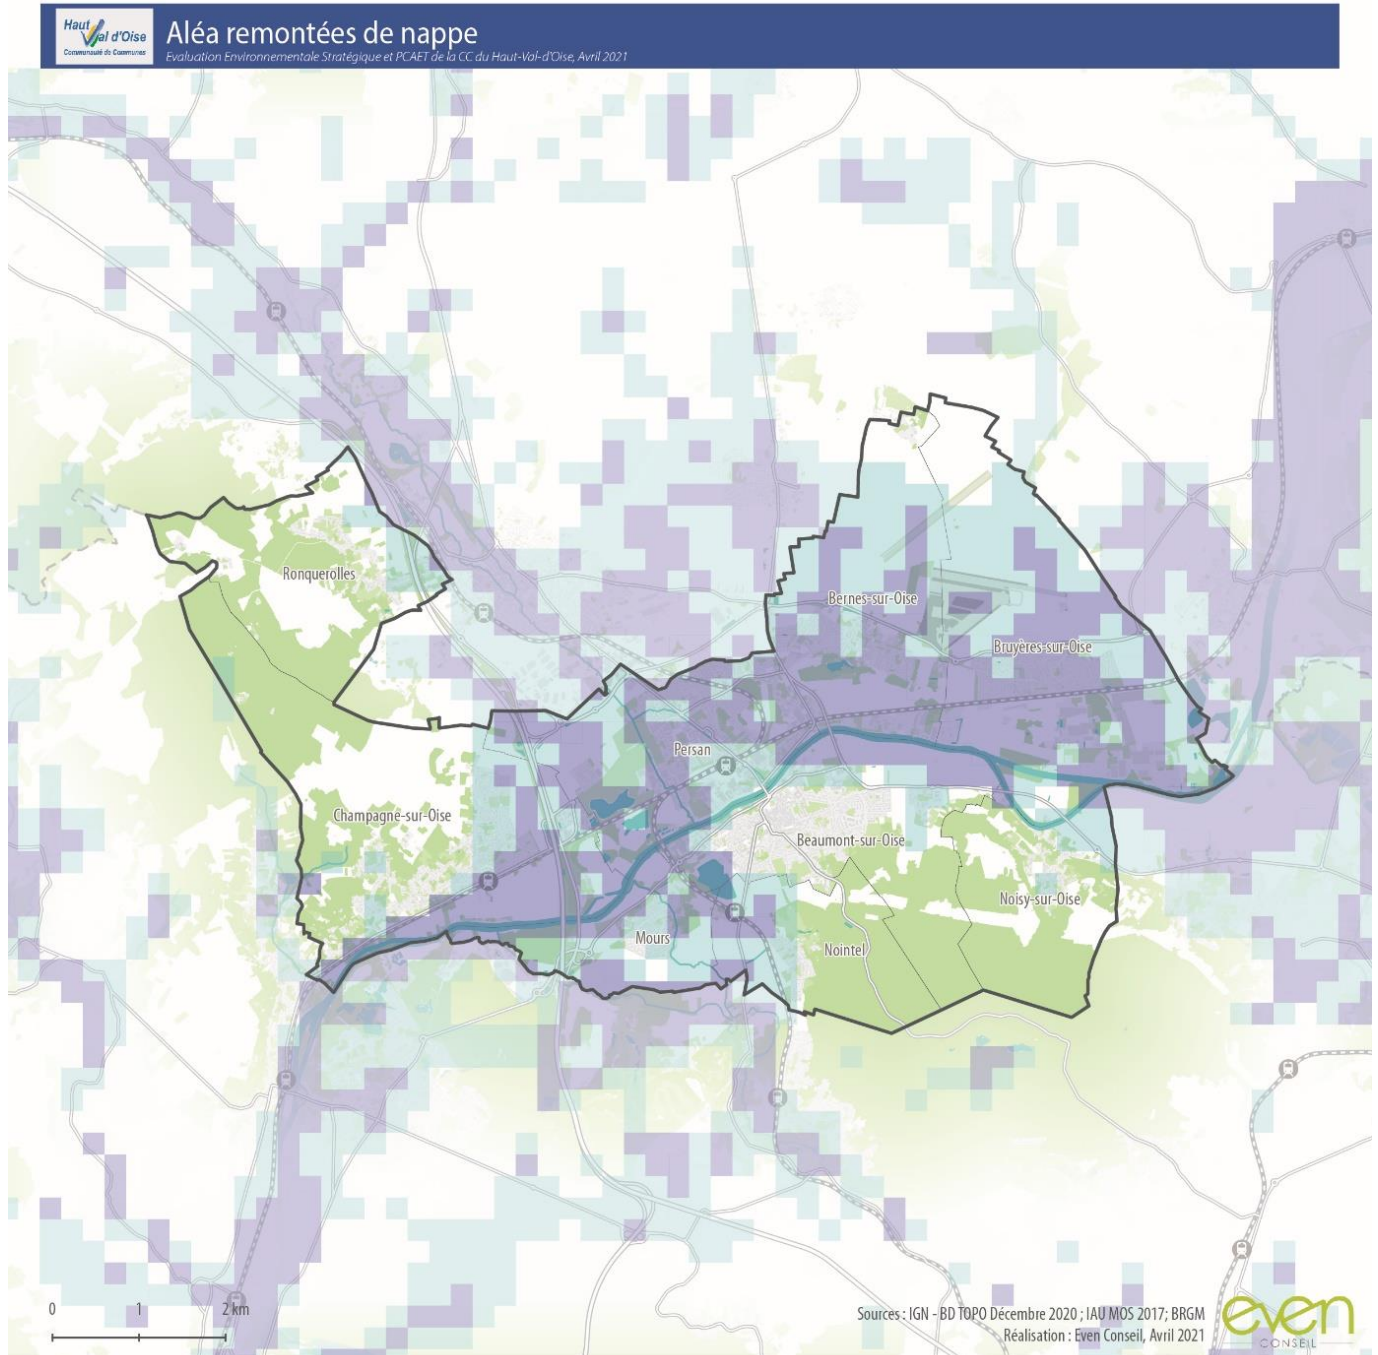 Haut
Val d'Oise
Communauté de Communes
Aléa remontées de nappe
Evaluation Environnementale Stratégique et PCAET de la CC du Haut-Val-d'Oise, Avril 2021
Ronquerolles
Bernes-sur-Oise
Bruyères-sur-Oise
Persan
Champagne-sur-Oise
Beaumont-sur-Oise
Noisy-sur-Oise
Mours
Nointel
0 1 2 km
Sources : IGN - BD TOPO Décembre 2020 ; IAU MOS 2017; BRGM
Réalisation : Even Conseil, Avril 2021
even
CONSEIL